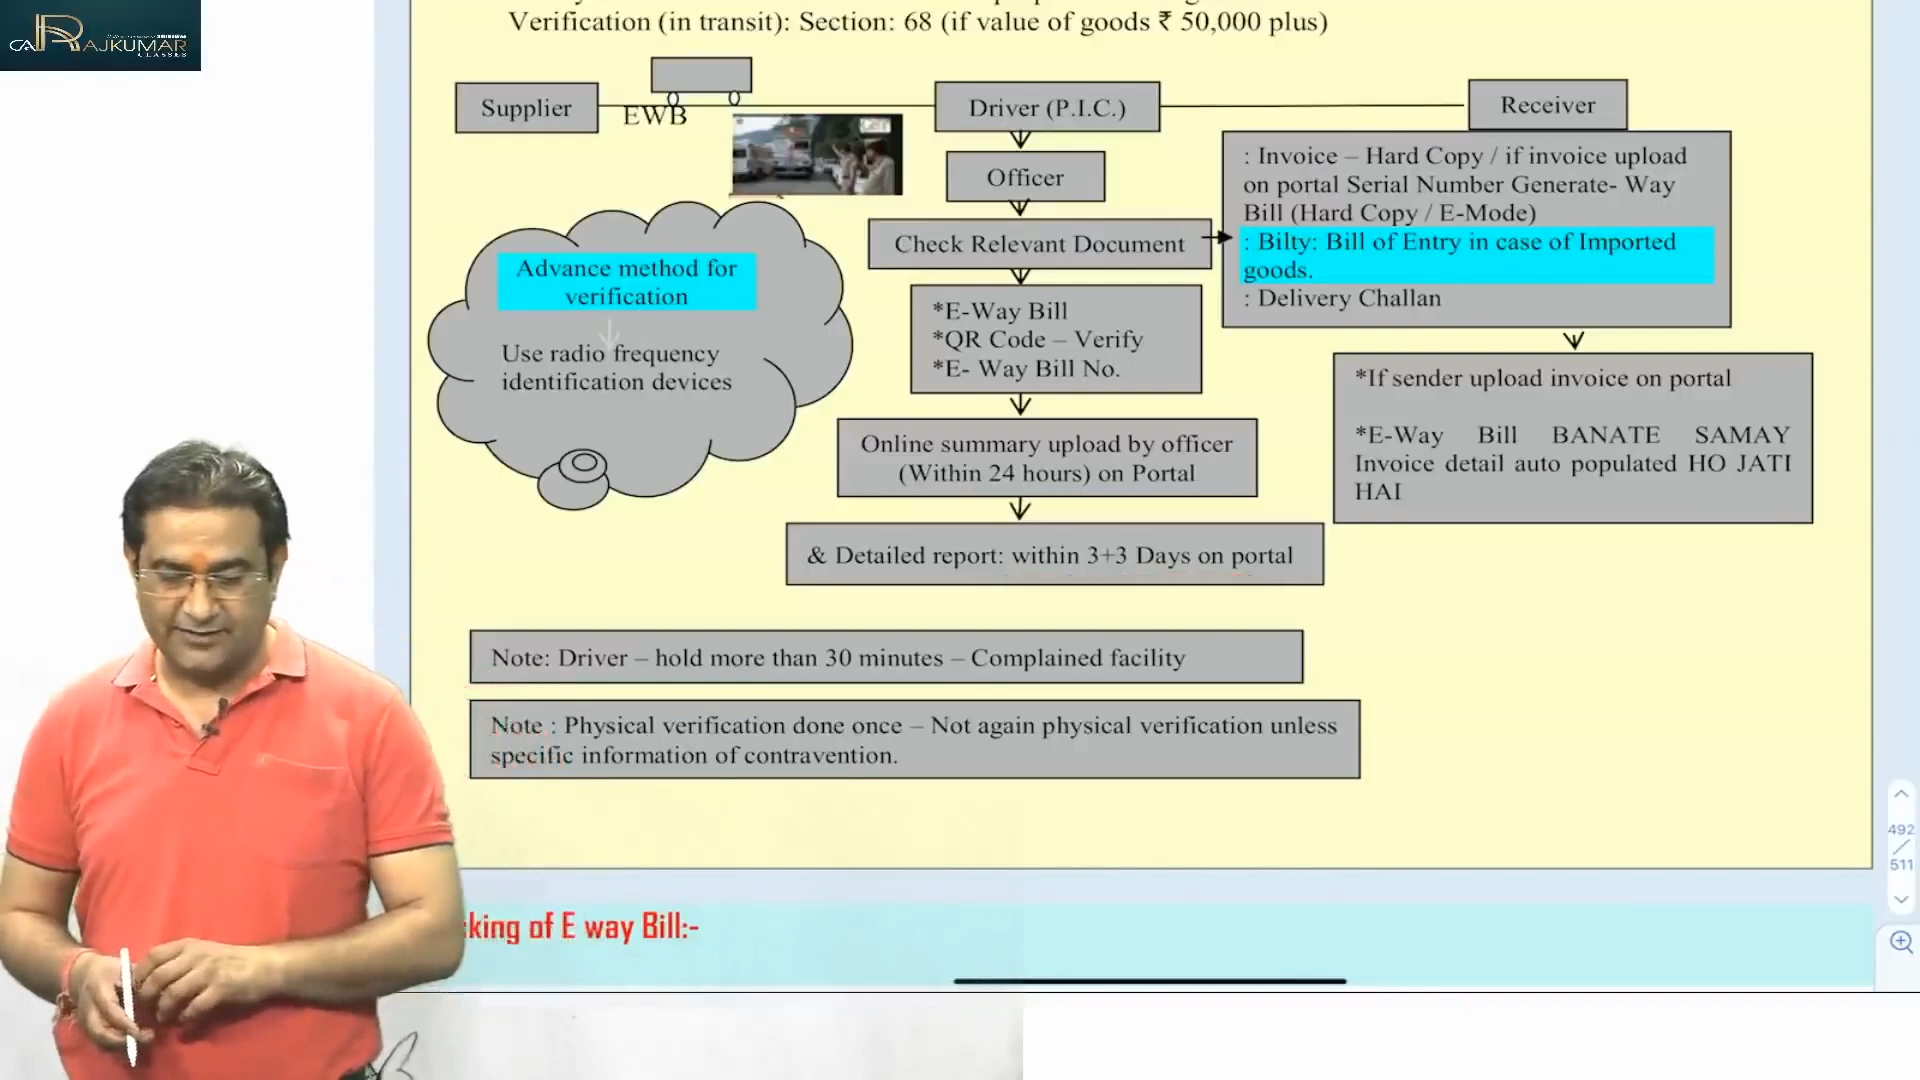 CA RAJKUMAR
CLASSES
Verification (in transit): Section: 68 (if value of goods ₹ 50,000 plus)
Supplier
EWB
Driver (P.I.C.)
Receiver
Officer
Check Relevant Document
: Invoice – Hard Copy / if invoice upload
on portal Serial Number Generate- Way
Bill (Hard Copy / E-Mode)
: Bilty: Bill of Entry in case of Imported
goods.
: Delivery Challan
Advance method for
verification
Use radio frequency
identification devices
*E-Way Bill
*QR Code – Verify
*E- Way Bill No.
*If sender upload invoice on portal
*E-Way Bill BANATE SAMAY
Invoice detail auto populated HO JATI
HAI
Online summary upload by officer
(Within 24 hours) on Portal
& Detailed report: within 3+3 Days on portal
Note: Driver – hold more than 30 minutes – Complained facility
Note : Physical verification done once – Not again physical verification unless
specific information of contravention.
king of E way Bill:-
492
/
511